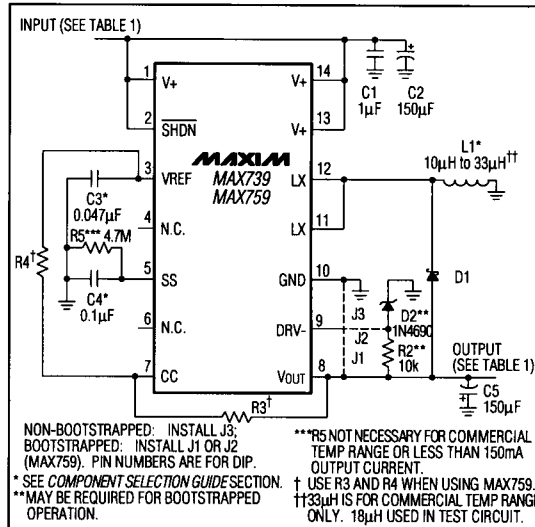 INPUT (SEE TABLE 1)
1 V+
2 SHDN
3 VREF
4 N.C.
5 SS
6 N.C.
7 CC
MAXIM
MAX739
MAX759
V+ 14
V+ 13
LX 12
LX 11
GND 10
DRV- 9
VOUT 8
C1
1µF
C2
150µF
L1*
10µH to 33µH††
C3*
0.047µF
R5*** 4.7M
C4*
0.1µF
R4†
R3†
J3
J2
J1
D2**
1N4690
R2**
10k
D1
OUTPUT
(SEE TABLE 1)
C5
150µF
NON-BOOTSTRAPPED: INSTALL J3;
BOOTSTRAPPED: INSTALL J1 OR J2
(MAX759). PIN NUMBERS ARE FOR DIP.
* SEE COMPONENT SELECTION GUIDE SECTION.
**MAY BE REQUIRED FOR BOOTSTRAPPED
OPERATION.
***R5 NOT NECESSARY FOR COMMERCIAL
TEMP RANGE OR LESS THAN 150mA
OUTPUT CURRENT.
† USE R3 AND R4 WHEN USING MAX759.
††33µH IS FOR COMMERCIAL TEMP RANGE
ONLY. 18µH USED IN TEST CIRCUIT.